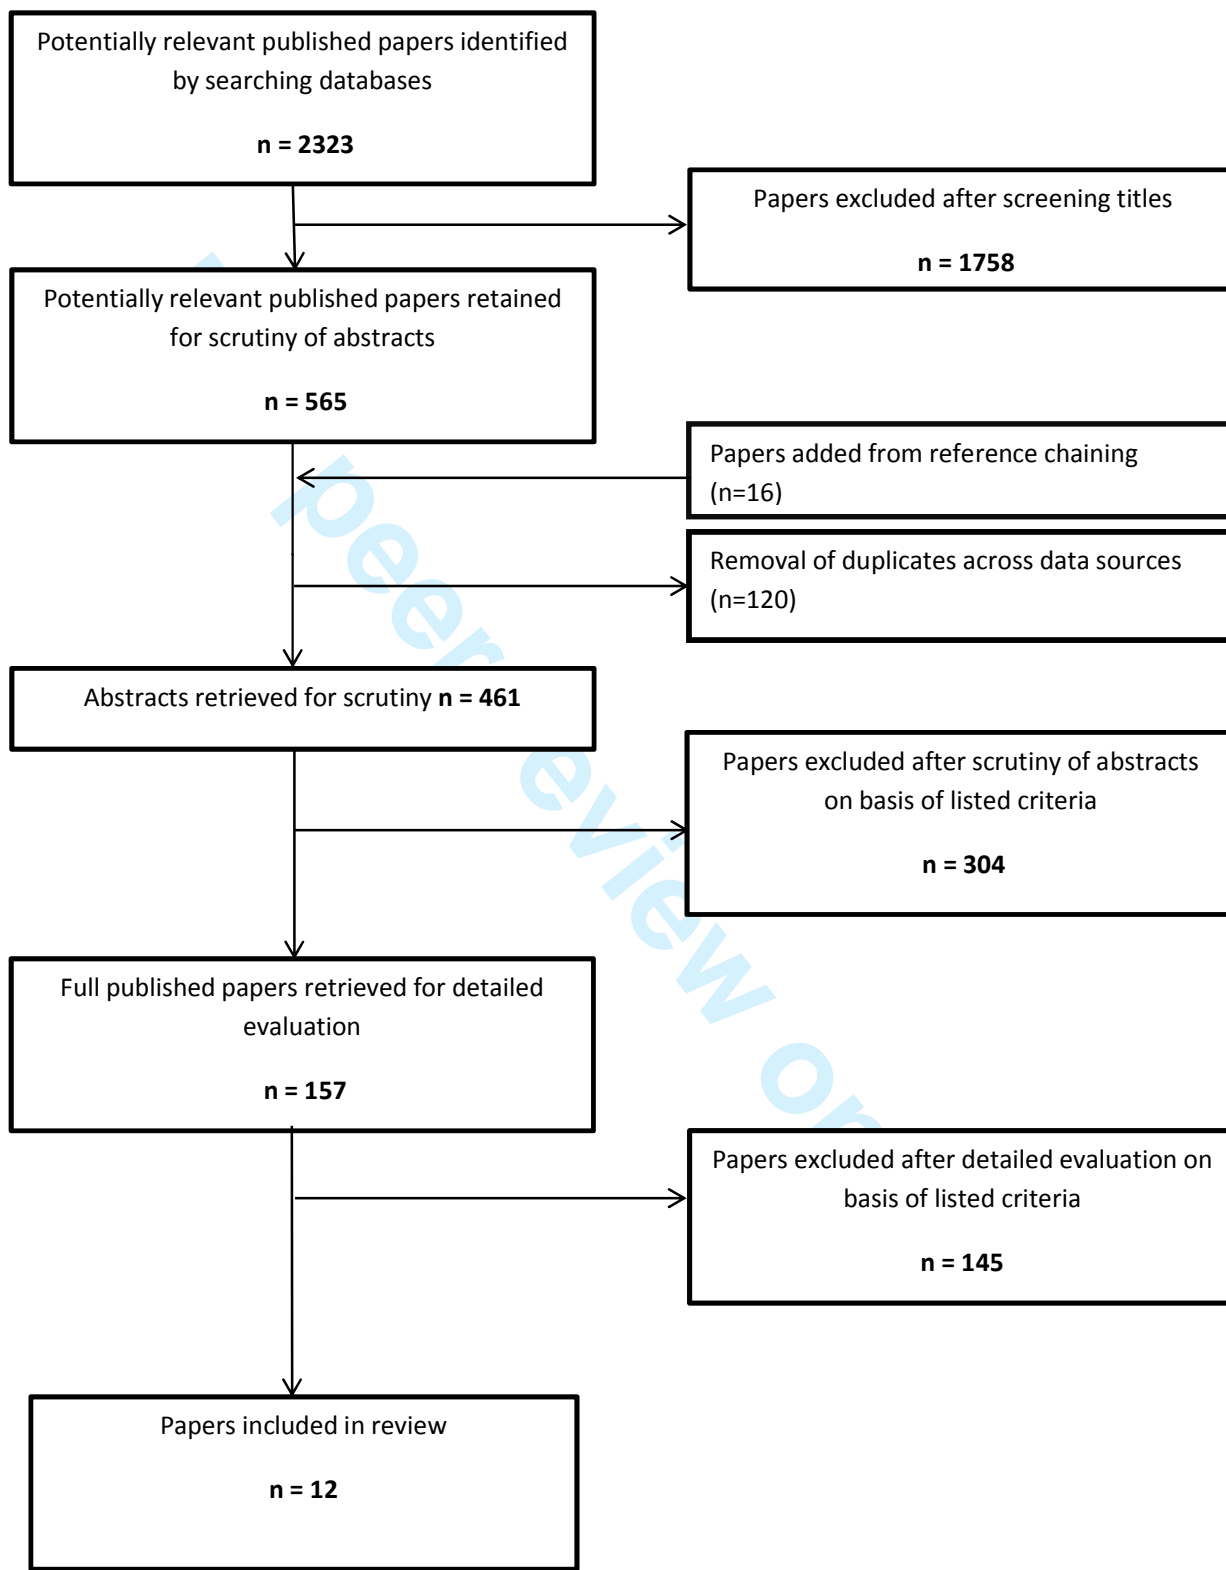 Potentially relevant published papers identified
by searching databases
n = 2323
Papers excluded after screening titles
n = 1758
Potentially relevant published papers retained
for scrutiny of abstracts
n = 565
Papers added from reference chaining
(n=16)
Removal of duplicates across data sources
(n=120)
Abstracts retrieved for scrutiny n = 461
Papers excluded after scrutiny of abstracts
on basis of listed criteria
n = 304
Full published papers retrieved for detailed
evaluation
n = 157
Papers excluded after detailed evaluation on
basis of listed criteria
n = 145
Papers included in review
n = 12
peer